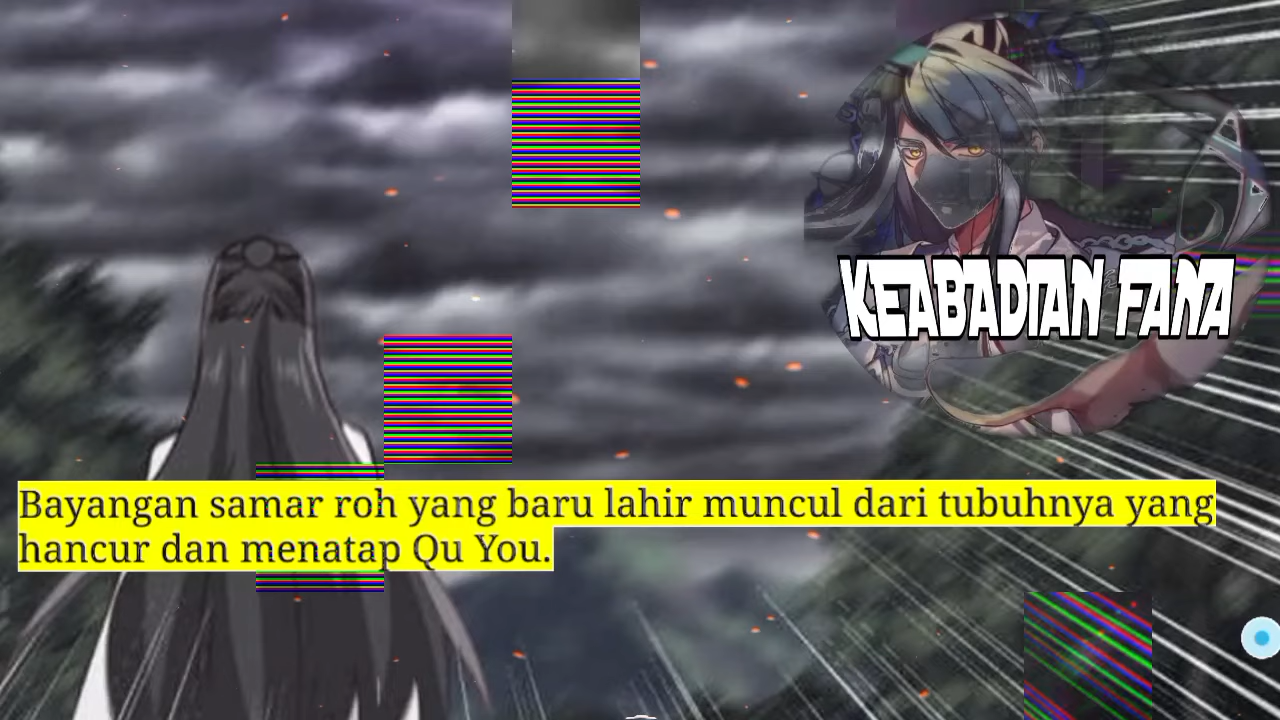 KEABADIAN FANA
Bayangan samar roh yang baru lahir muncul dari tubuhnya yang
hancur dan menatap Qu You.